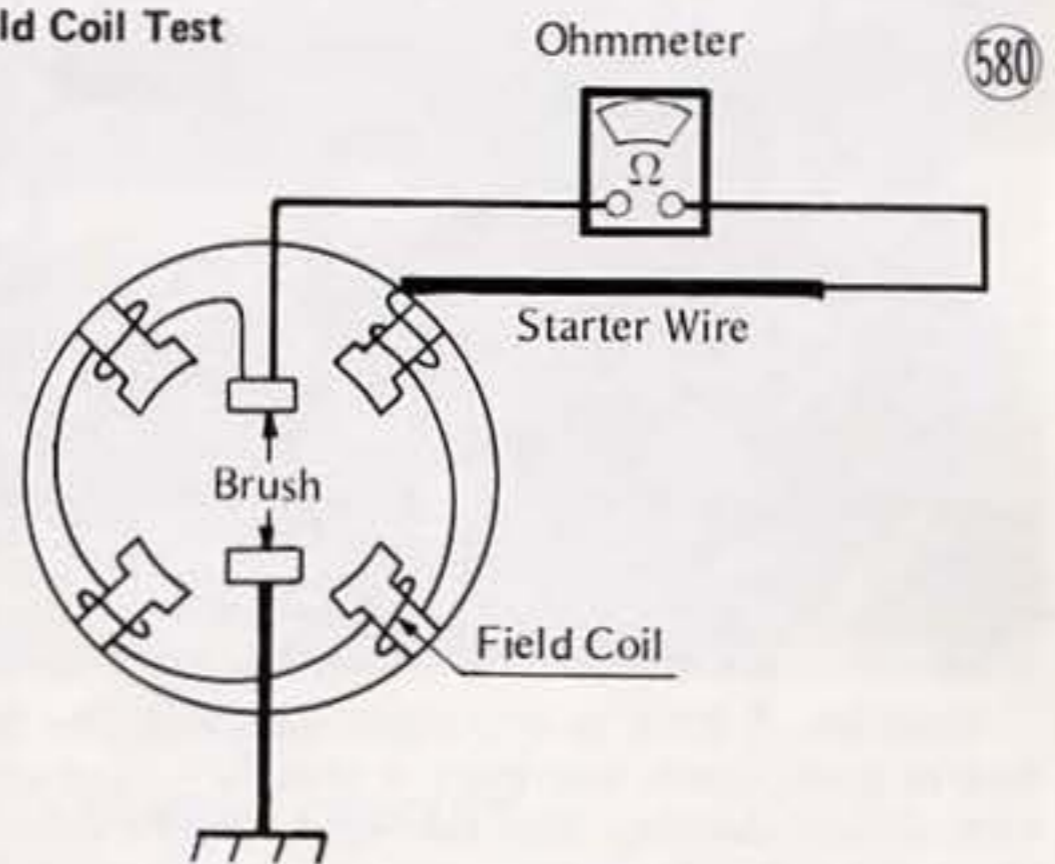 ld Coil Test
Ohmmeter
580
Ω
Starter Wire
Brush
Field Coil